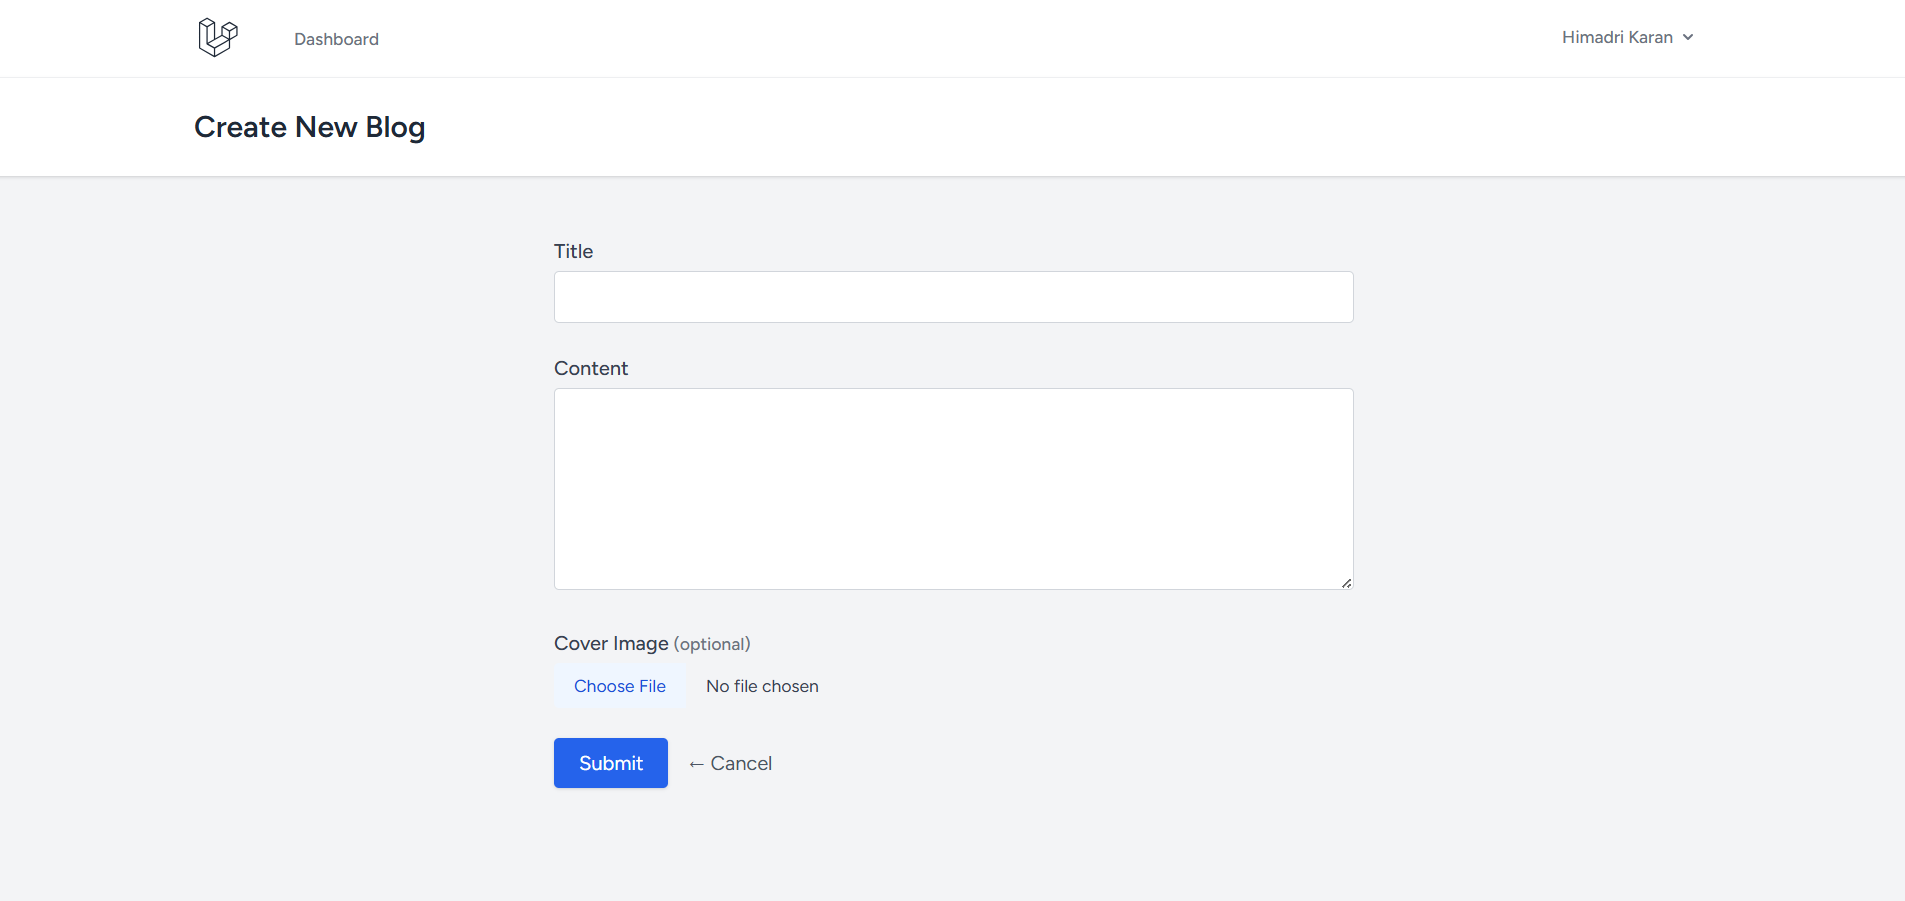 Dashboard
Himadri Karan
Create New Blog
Title
Content
Cover Image (optional)
Choose File No file chosen
Submit ← Cancel